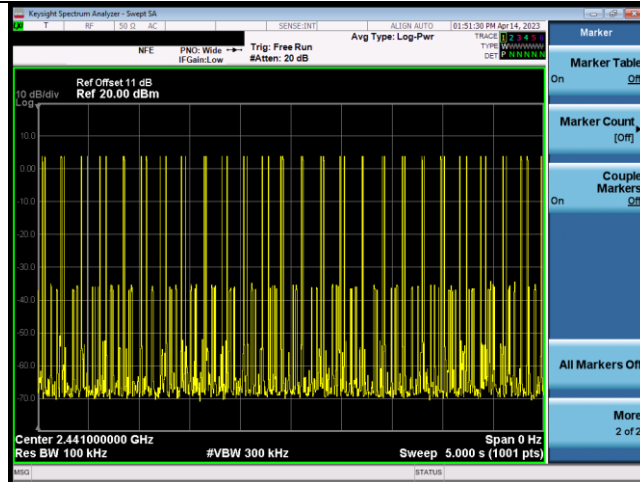 Keysight Spectrum Analyzer - Swept SA
T RF 50 Ω AC SENSE:INT ALIGN AUTO 01:51:30 PM Apr14, 2023
Avg Type: Log-Pwr
TRACE 1 2 3 4 5 6
TYPE WWWWWWW
DET P N N N N N
NFE PNO: Wide Trig: Free Run
IFGain:Low #Atten: 20 dB
Ref Offset 11 dB
10 dB/div Ref 20.00 dBm
Log
10.0
0.00
-10.0
-20.0
-30.0
-40.0
-50.0
-60.0
-70.0
Center 2.441000000 GHz Span 0 Hz
Res BW 100 kHz #VBW 300 kHz Sweep 5.000 s (1001 pts)
MSG STATUS
Marker
Marker Table
On Off
Marker Count
[Off]
Couple
Markers
On Off
All Markers Off
More
2 of 2